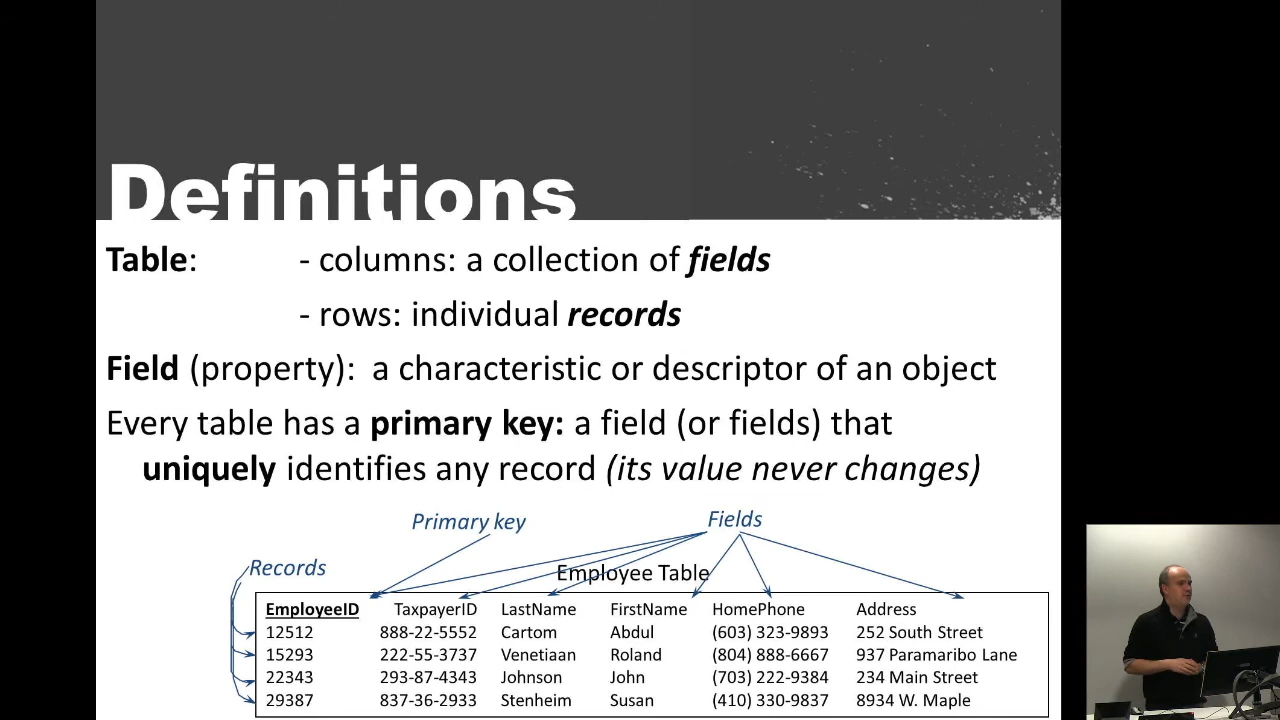 Definitions
Table: - columns: a collection of fields
- rows: individual records
Field (property): a characteristic or descriptor of an object
Every table has a primary key: a field (or fields) that
uniquely identifies any record (its value never changes)
Primary key Fields
Records
Employee Table
EmployeeID TaxpayerID LastName FirstName HomePhone Address
12512 888-22-5552 Cartom Abdul (603) 323-9893 252 South Street
15293 222-55-3737 Venetiaan Roland (804) 888-6667 937 Paramaribo Lane
22343 293-87-4343 Johnson John (703) 222-9384 234 Main Street
29387 837-36-2933 Stenheim Susan (410) 330-9837 8934 W. Maple